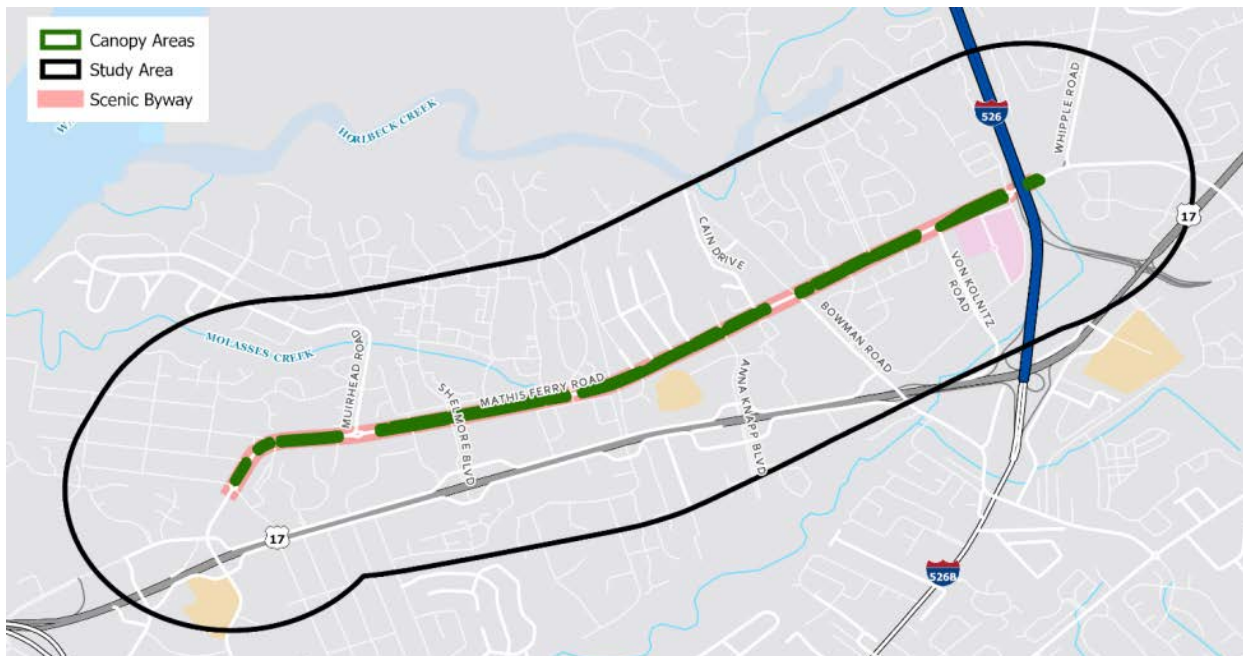 Canopy Areas
Study Area
Scenic Byway
HORLBECK CREEK
526
WHIPPLE ROAD
17
CAIN DRIVE
VON KOLNITZ
ROAD
BOWMAN ROAD
MOLASSES CREEK
MUIRHEAD ROAD
SHELMORE BLVD
MATHIS FERRY ROAD
ANNA KNAPP BLVD
17
526B